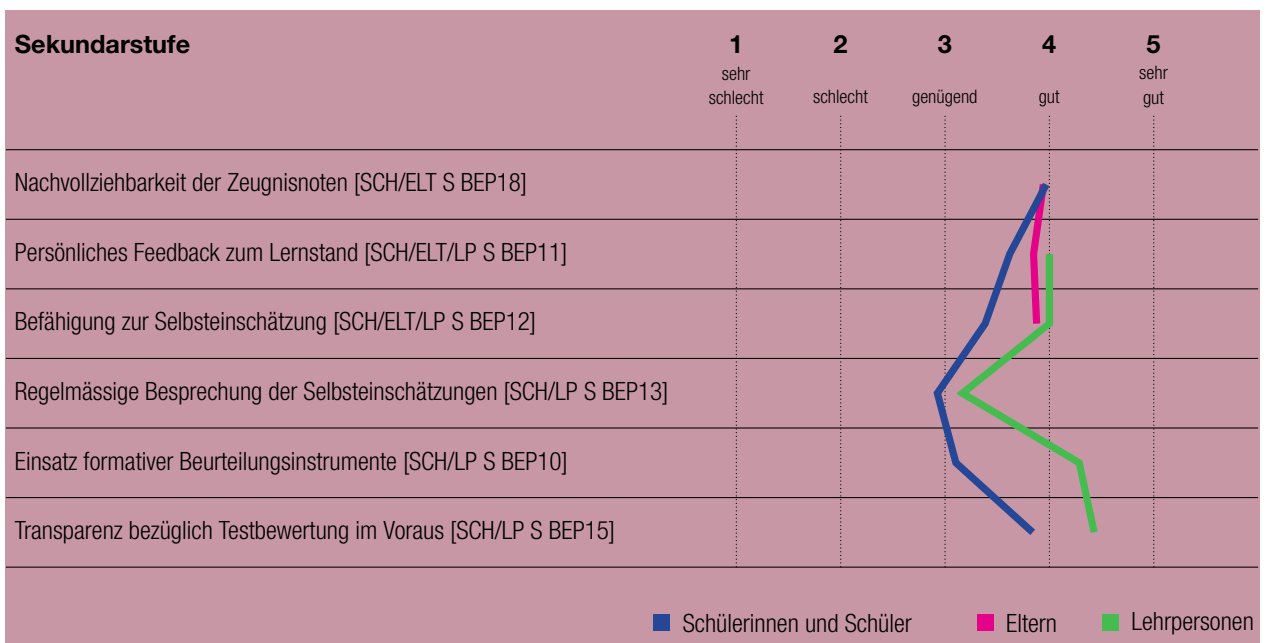 Sekundarstufe 1 2 3 4 5
sehr schlecht schlecht genügend gut sehr gut
Nachvollziehbarkeit der Zeugnisnoten [SCH/ELT S BEP18]
Persönliches Feedback zum Lernstand [SCH/ELT/LP S BEP11]
Befähigung zur Selbsteinschätzung [SCH/ELT/LP S BEP12]
Regelmässige Besprechung der Selbsteinschätzungen [SCH/LP S BEP13]
Einsatz formativer Beurteilungsinstrumente [SCH/LP S BEP10]
Transparenz bezüglich Testbewertung im Voraus [SCH/LP S BEP15]
Schülerinnen und Schüler Eltern Lehrpersonen